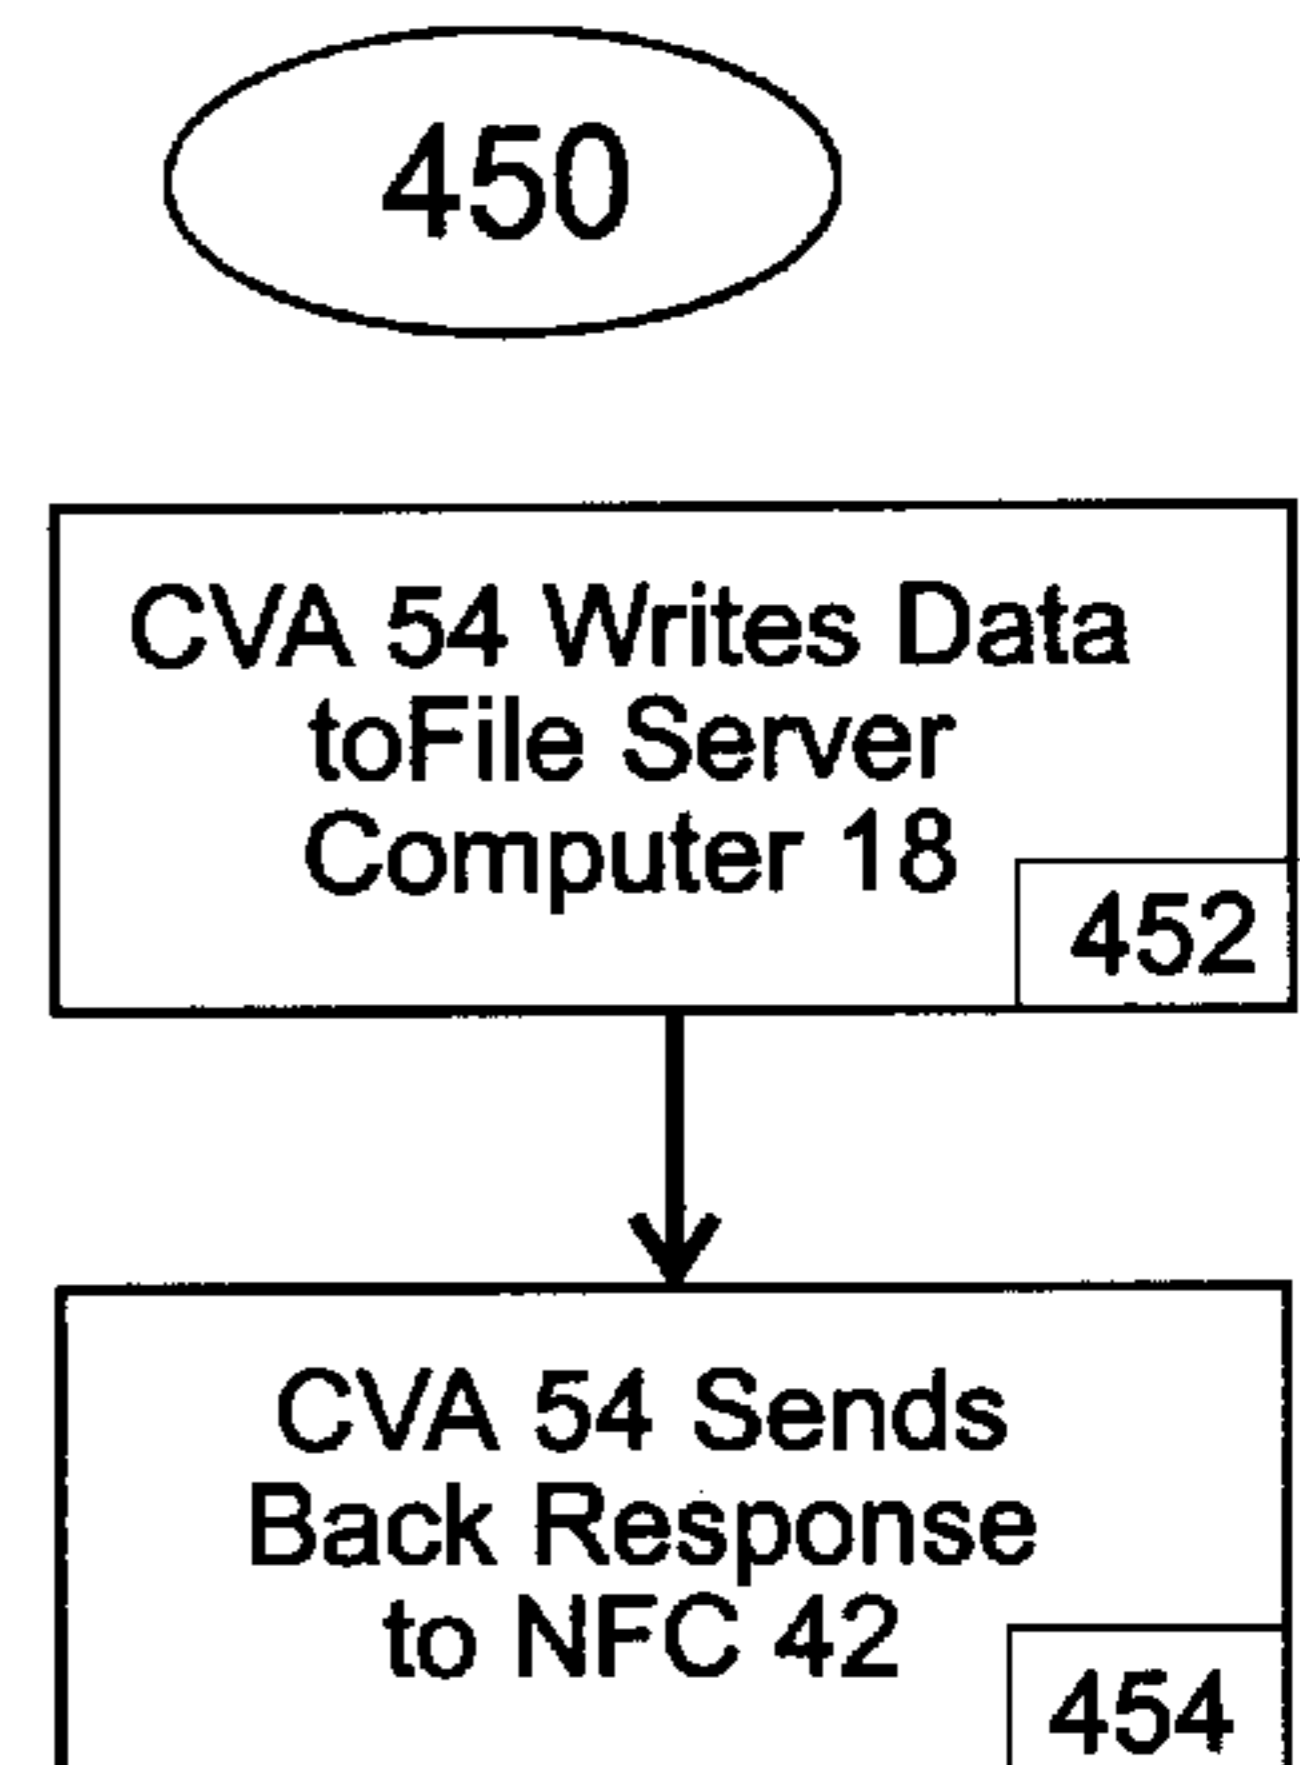 450
CVA 54 Writes Data
toFile Server
Computer 18
452
CVA 54 Sends
Back Response
to NFC 42
454